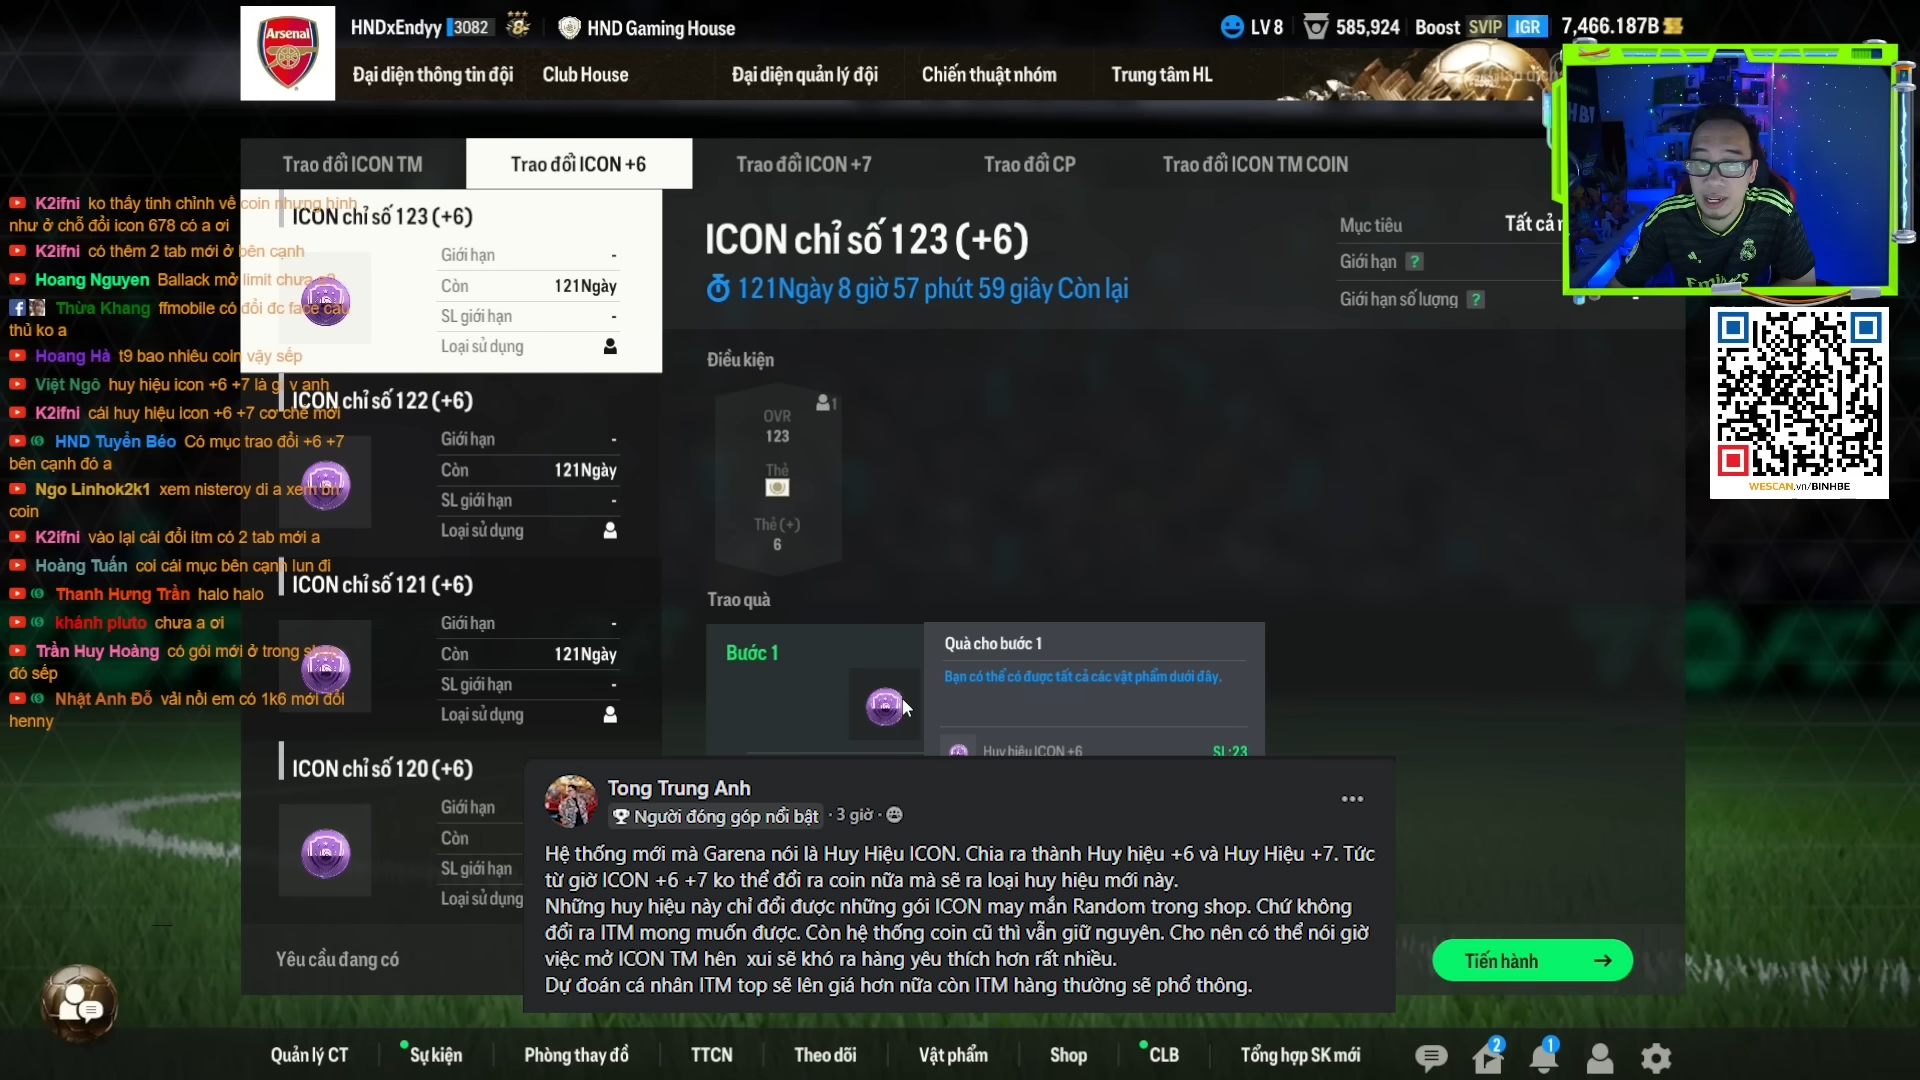 Arsenal
HNDxEndyy 3082 HND Gaming House
LV 8 585,924 Boost SVIP IGR 7,466.187B
Đại diện thông tin đội Club House Đại diện quản lý đội Chiến thuật nhóm Trung tâm HL
Trao đổi ICON TM Trao đổi ICON +6 Trao đổi ICON +7 Trao đổi CP Trao đổi ICON TM COIN
K2ifni ko thấy tinh chỉnh về coin nhưng hình
như ở chỗ đổi icon 678 có a ơi
K2ifni có thêm 2 tab mới ở bên cạnh
Hoang Nguyen Ballack mở limit chưa
Thừa Khang ffmobile có đổi đc face cầu
thủ ko a
Hoang Hà t9 bao nhiêu coin vậy sếp
Việt Ngô huy hiệu icon +6 +7 là gì v anh
K2ifni cái huy hiệu icon +6 +7 cơ chế mới
HND Tuyển Béo Có mục trao đổi +6 +7
bên cạnh đó a
Ngo Linhok2k1 xem nisteroy di a xem bn
coin
K2ifni vào lại cái đổi itm có 2 tab mới a
Hoàng Tuấn coi cái mục bên cạnh lun đi
Thanh Hưng Trần halo halo
khánh pluto chưa a ơi
Trần Huy Hoàng có gói mới ở trong
đó sếp
Nhật Anh Đỗ vải nồi em có 1k6 mới đổi
henny
ICON chỉ số 123 (+6)
Giới hạn -
Còn 121Ngày
SL giới hạn -
Loại sử dụng
ICON chỉ số 122 (+6)
Giới hạn -
Còn 121Ngày
SL giới hạn -
Loại sử dụng
ICON chỉ số 121 (+6)
Giới hạn -
Còn 121Ngày
SL giới hạn -
Loại sử dụng
ICON chỉ số 120 (+6)
Giới hạn
Còn
SL giới hạn
Loại sử dụng
Yêu cầu đang có
ICON chỉ số 123 (+6)
121Ngày 8 giờ 57 phút 59 giây Còn lại
Mục tiêu Tất cả
Giới hạn ?
Giới hạn số lượng ? -
Điều kiện
1
OVR
123
Thẻ
Thẻ (+)
6
Trao quà
Bước 1
Quà cho bước 1
Bạn có thể có được tất cả các vật phẩm dưới đây.
Huy hiệu ICON +6 SL:23
WESCAN.vn/BINHBE
Tong Trung Anh
Người đóng góp nổi bật · 3 giờ ·
Hệ thống mới mà Garena nói là Huy Hiệu ICON. Chia ra thành Huy hiệu +6 và Huy Hiệu +7. Tức
từ giờ ICON +6 +7 ko thể đổi ra coin nữa mà sẽ ra loại huy hiệu mới này.
Những huy hiệu này chỉ đổi được những gói ICON may mắn Random trong shop. Chứ không
đổi ra ITM mong muốn được. Còn hệ thống coin cũ thì vẫn giữ nguyên. Cho nên có thể nói giờ
việc mở ICON TM hên xui sẽ khó ra hàng yêu thích hơn rất nhiều.
Dự đoán cá nhân ITM top sẽ lên giá hơn nữa còn ITM hàng thường sẽ phổ thông.
Tiến hành
Quản lý CT Sự kiện Phòng thay đồ TTCN Theo dõi Vật phẩm Shop CLB Tổng hợp SK mới 2 1